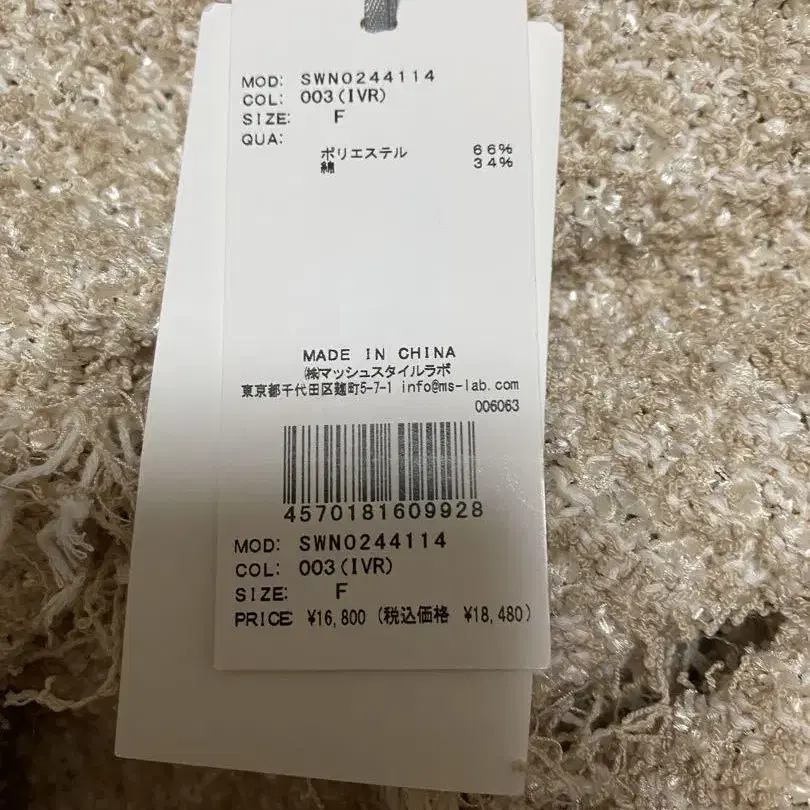 MOD: SWNO244114
COL: 003(IVR)
SIZE: F
QUA:
ポリエステル 66%
綿 34%
MADE IN CHINA
㈱マッシュスタイルラボ
東京都千代田区麹町5-7-1 info@ms-lab.com
006063
4570181609928
MOD: SWNO244114
COL: 003(IVR)
SIZE: F
PRICE ¥16,800 (税込価格 ¥18,480)